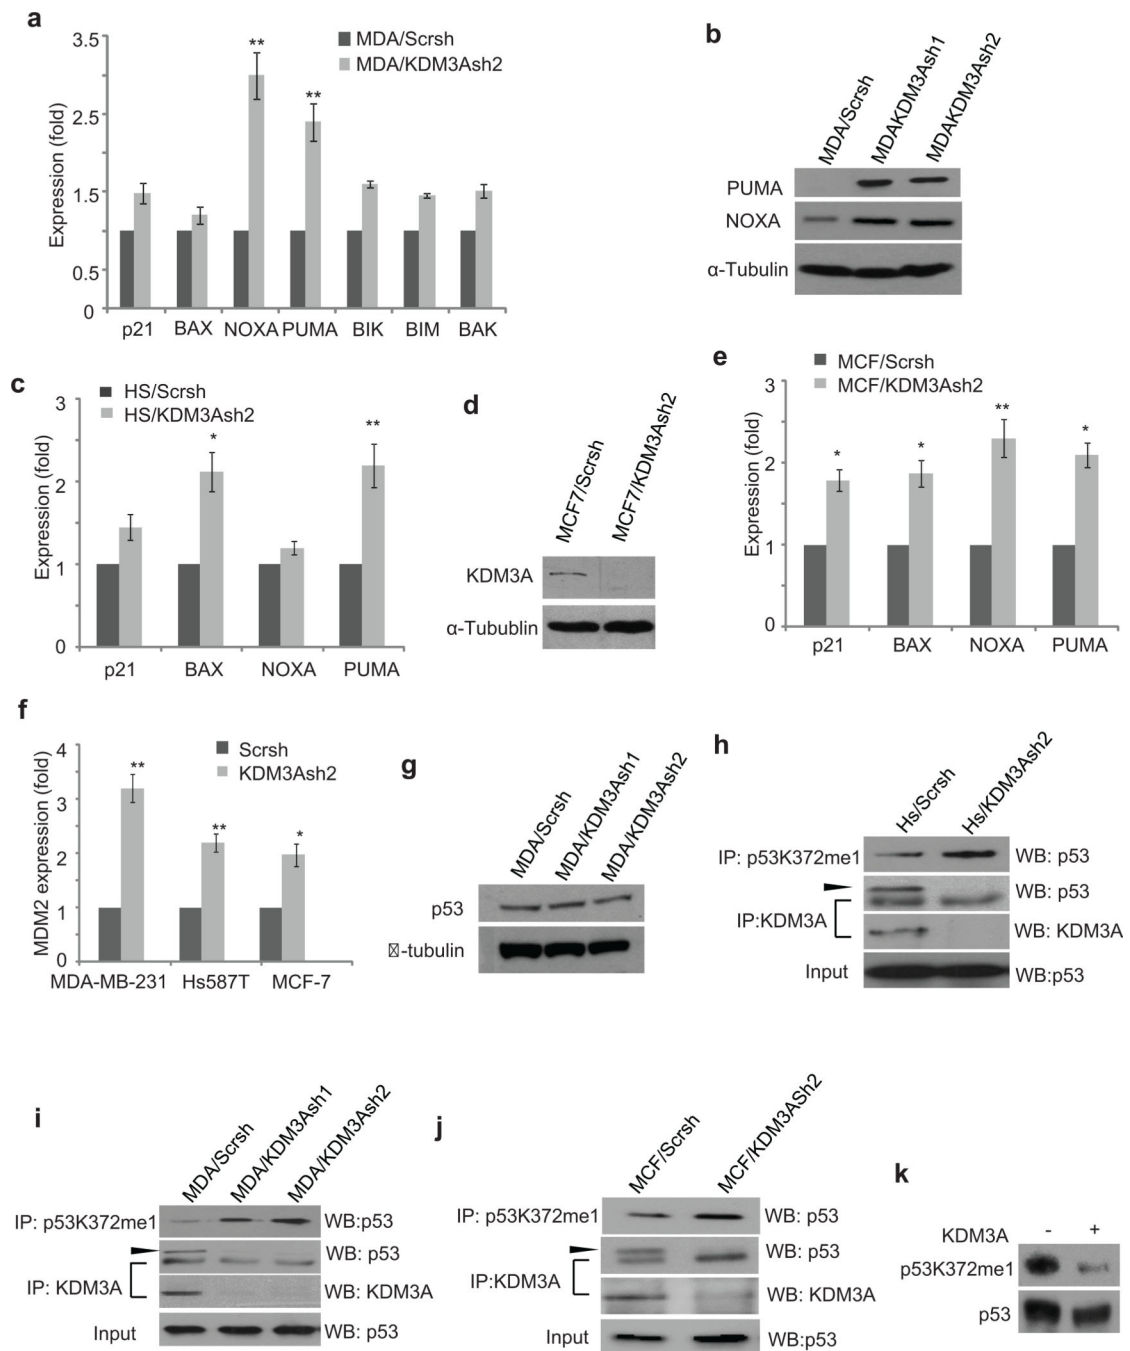 a
3.5
2.5
1.5
1
0.5
0
Expression (fold)
MDA/Scrsh
MDA/KDM3Ash2
** **
p21 BAX NOXA PUMA BIK BIM BAK
b
MDA/Scrsh
MDAKDM3Ash1
MDAKDM3Ash2
PUMA
NOXA
α-Tubulin
c
HS/Scrsh
HS/KDM3Ash2
3
2
1
0
Expression (fold)
* **
p21 BAX NOXA PUMA
d
MCF7/Scrsh
MCF7/KDM3Ash2
KDM3A
α-Tubublin
e
MCF/Scrsh
MCF/KDM3Ash2
3
2
1
0
Expression (fold)
* * ** *
p21 BAX NOXA PUMA
f
4
3
2
1
0
MDM2 expression (fold)
Scrsh
KDM3Ash2
** ** *
MDA-MB-231 Hs587T MCF-7
g
MDA/Scrsh
MDA/KDM3Ash1
MDA/KDM3Ash2
p53
-tubulin
h
Hs/Scrsh
Hs/KDM3Ash2
IP: p53K372me1 WB: p53
WB: p53
IP:KDM3A
WB: KDM3A
Input WB:p53
i
MDA/Scrsh
MDA/KDM3Ash1
MDA/KDM3Ash2
IP: p53K372me1 WB:p53
WB: p53
IP: KDM3A
WB: KDM3A
Input WB: p53
j
MCF/Scrsh
MCF/KDM3ASh2
IP: p53K372me1 WB: p53
WB: p53
IP:KDM3A
WB: KDM3A
Input WB:p53
k
KDM3A - +
p53K372me1
p53